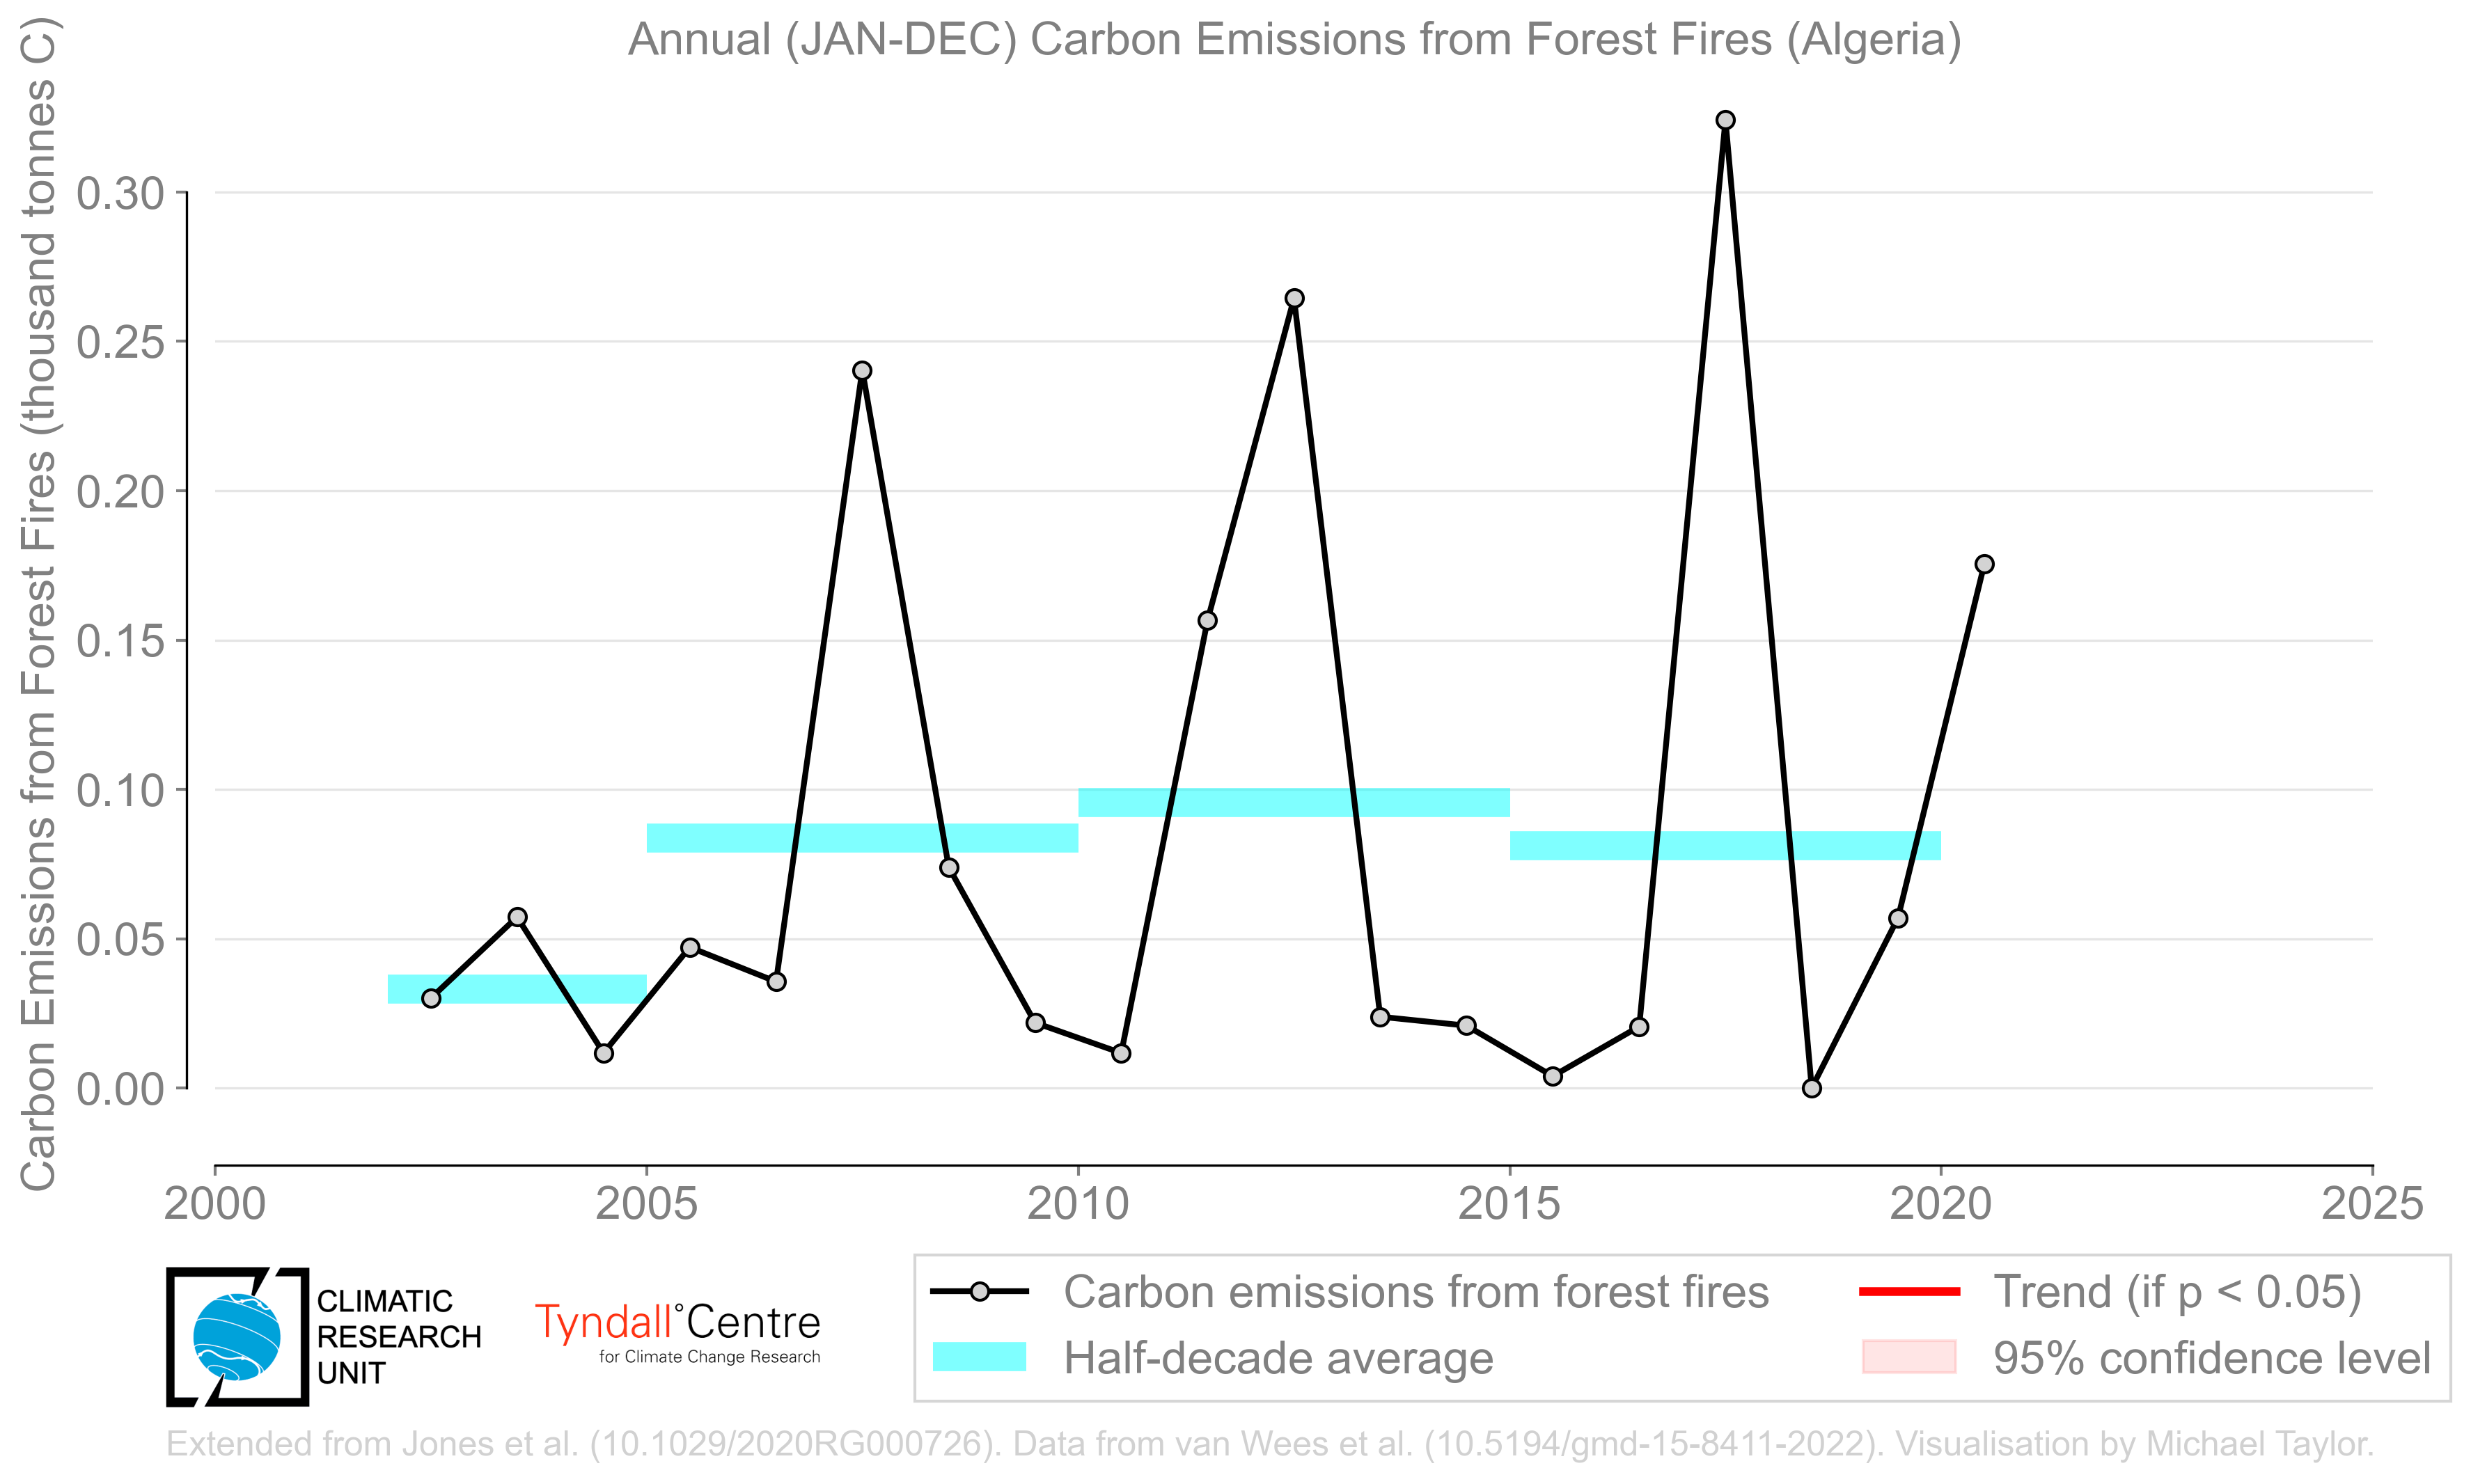 Annual (JAN-DEC) Carbon Emissions from Forest Fires (Algeria)
Carbon Emissions from Forest Fires (thousand tonnes C)
0.30
0.25
0.20
0.15
0.10
0.05
0.00
2000
2005
2010
2015
2020
2025
CLIMATIC
RESEARCH
UNIT
Tyndall°Centre
for Climate Change Research
Carbon emissions from forest fires
Half-decade average
Trend (if p < 0.05)
95% confidence level
Extended from Jones et al. (10.1029/2020RG000726). Data from van Wees et al. (10.5194/gmd-15-8411-2022). Visualisation by Michael Taylor.